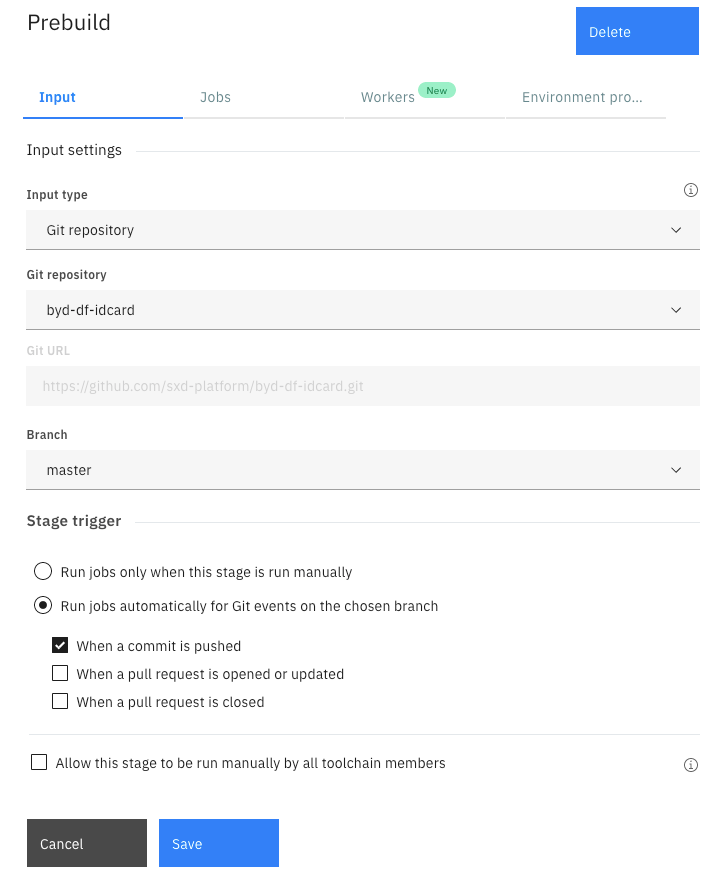 Prebuild
Delete
Input
Jobs
Workers New
Environment pro...
Input settings
Input type
Git repository
Git repository
byd-df-idcard
Git URL
https://github.com/sxd-platform/byd-df-idcard.git
Branch
master
Stage trigger
Run jobs only when this stage is run manually
Run jobs automatically for Git events on the chosen branch
When a commit is pushed
When a pull request is opened or updated
When a pull request is closed
Allow this stage to be run manually by all toolchain members
Cancel
Save